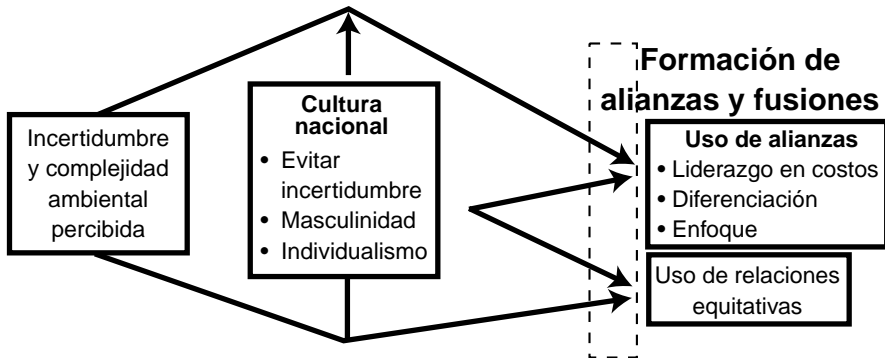 Formación de
alianzas y fusiones
Incertidumbre
y complejidad
ambiental
percibida
Cultura
nacional
• Evitar
incertidumbre
• Masculinidad
• Individualismo
Uso de alianzas
• Liderazgo en costos
• Diferenciación
• Enfoque
Uso de relaciones
equitativas